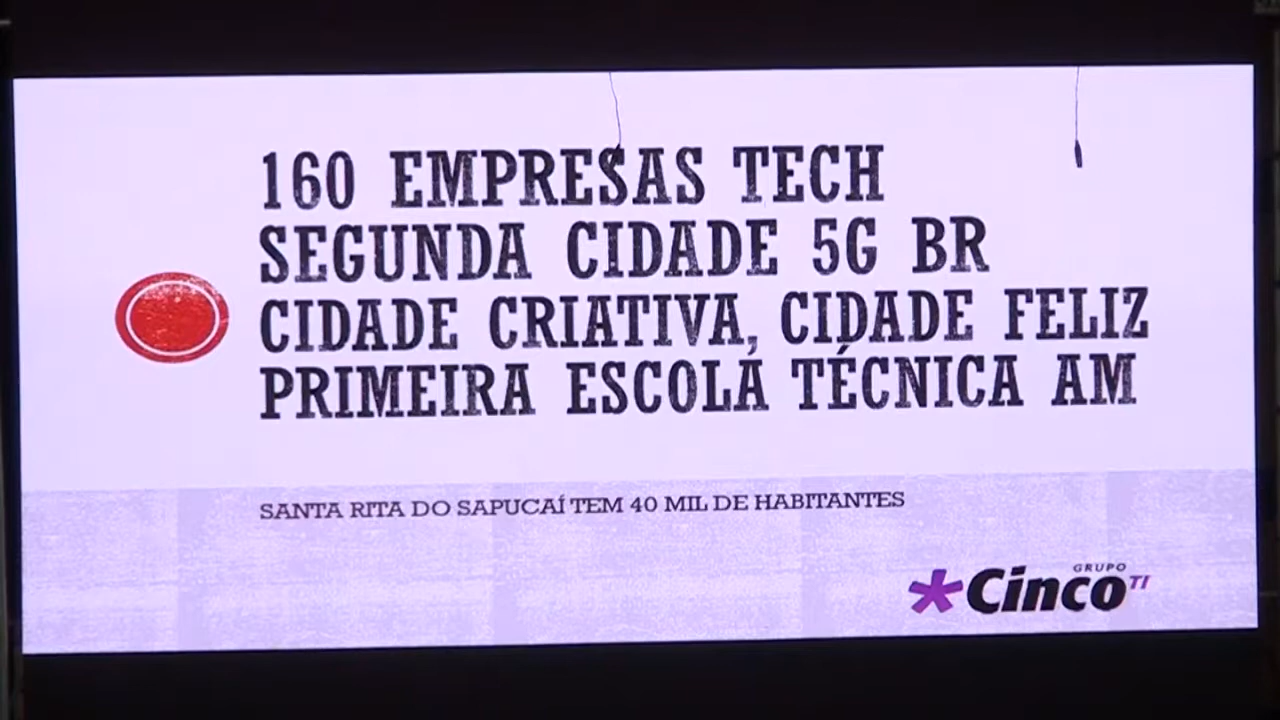 160 EMPRESAS TECH
SEGUNDA CIDADE 5G BR
CIDADE CRIATIVA, CIDADE FELIZ
PRIMEIRA ESCOLA TÉCNICA AM
SANTA RITA DO SAPUCAÍ TEM 40 MIL DE HABITANTES
GRUPO
*Cinco TI